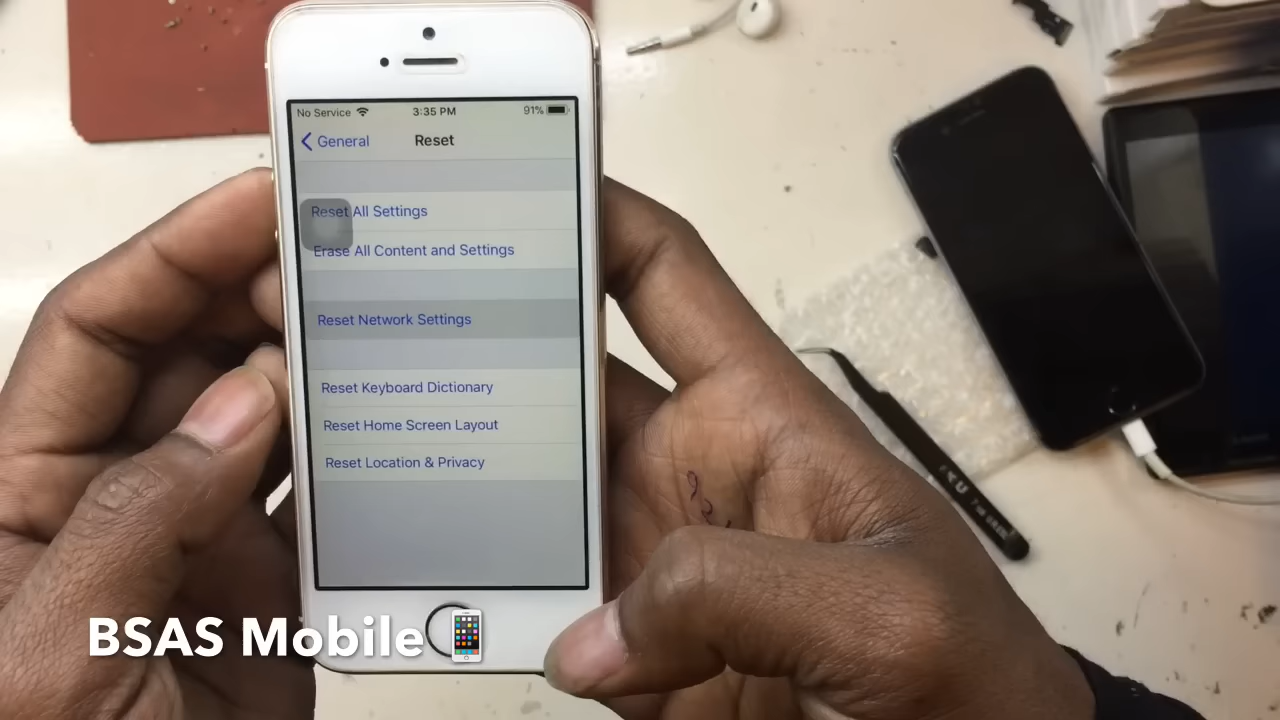 No Service 3:35 PM 91%
General Reset
Reset All Settings
Erase All Content and Settings
Reset Network Settings
Reset Keyboard Dictionary
Reset Home Screen Layout
Reset Location & Privacy
BSAS Mobile